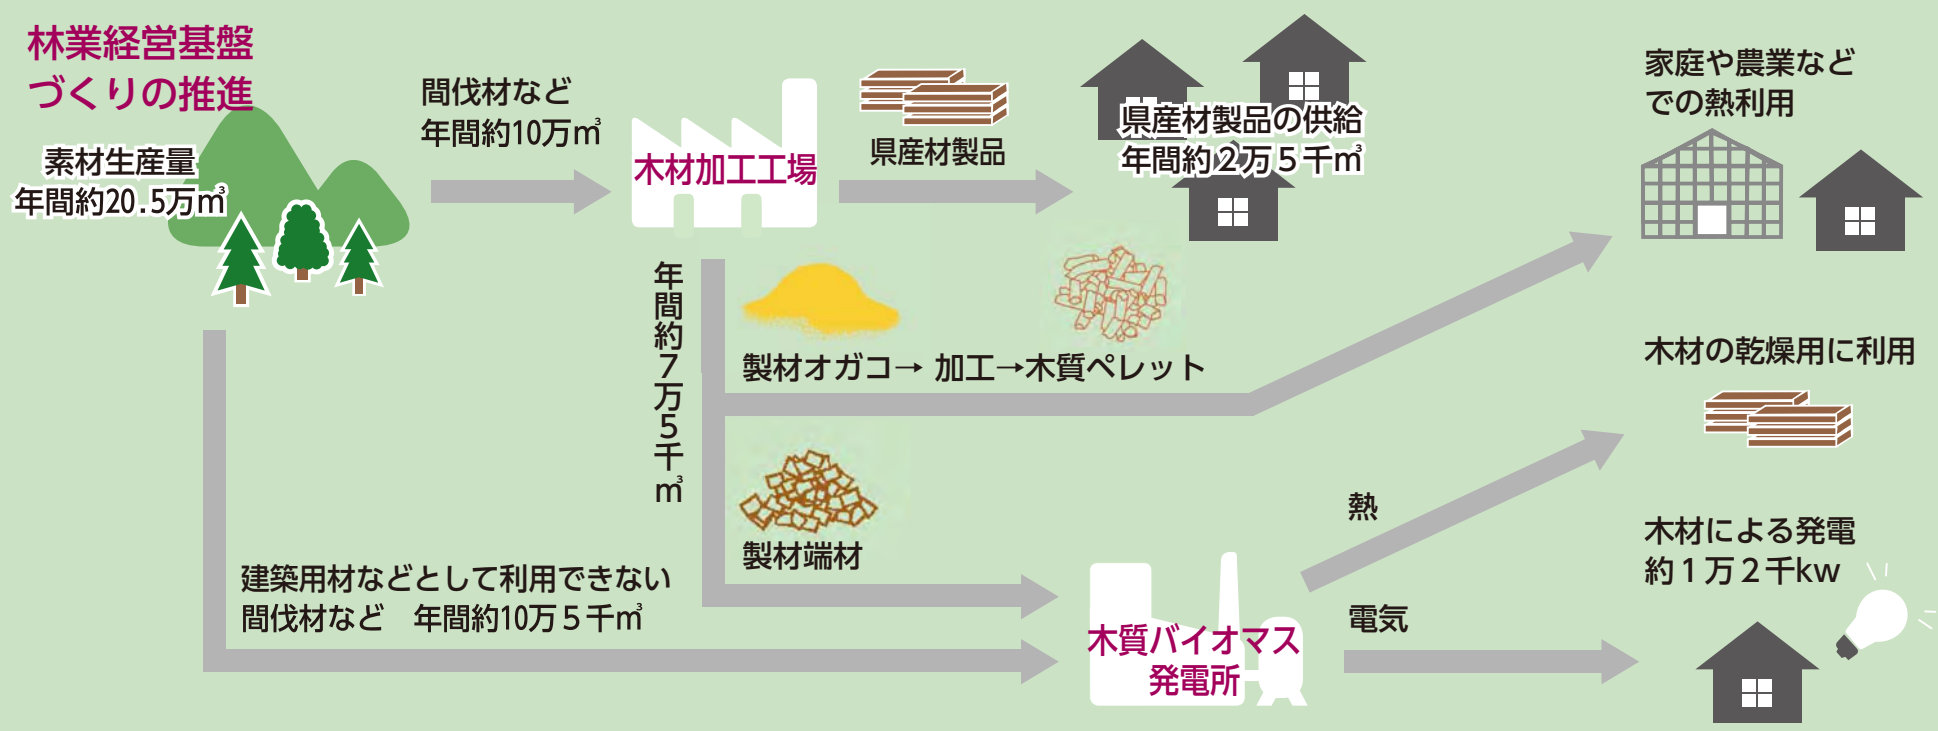 林業経営基盤
づくりの推進
素材生産量
年間約20.5万㎥
間伐材など
年間約10万㎥
木材加工工場
県産材製品
県産材製品の供給
年間約２万５千㎥
家庭や農業など
での熱利用
年間約７万５千㎥
製材オガコ→ 加工→木質ペレット
木材の乾燥用に利用
製材端材
熱
木材による発電
約１万２千kw
建築用材などとして利用できない
間伐材など　年間約10万５千㎥
電気
木質バイオマス
発電所